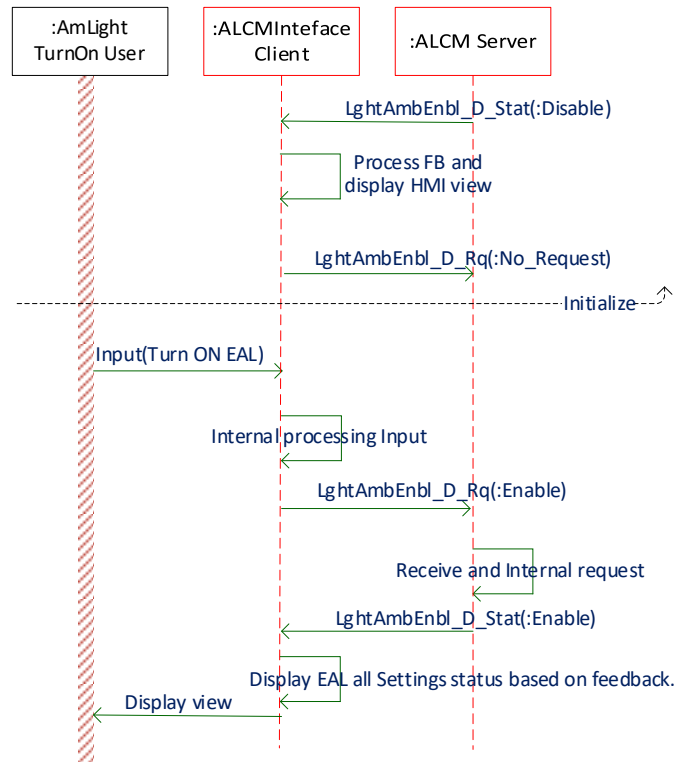 :AmLight
TurnOn User
:ALCMInteface
Client
:ALCM Server
LghtAmbEnbl_D_Stat(:Disable)
Process FB and
display HMI view
LghtAmbEnbl_D_Rq(:No_Request)
Initialize
Input(Turn ON EAL)
Internal processing Input
LghtAmbEnbl_D_Rq(:Enable)
Receive and Internal request
LghtAmbEnbl_D_Stat(:Enable)
Display EAL all Settings status based on feedback.
Display view